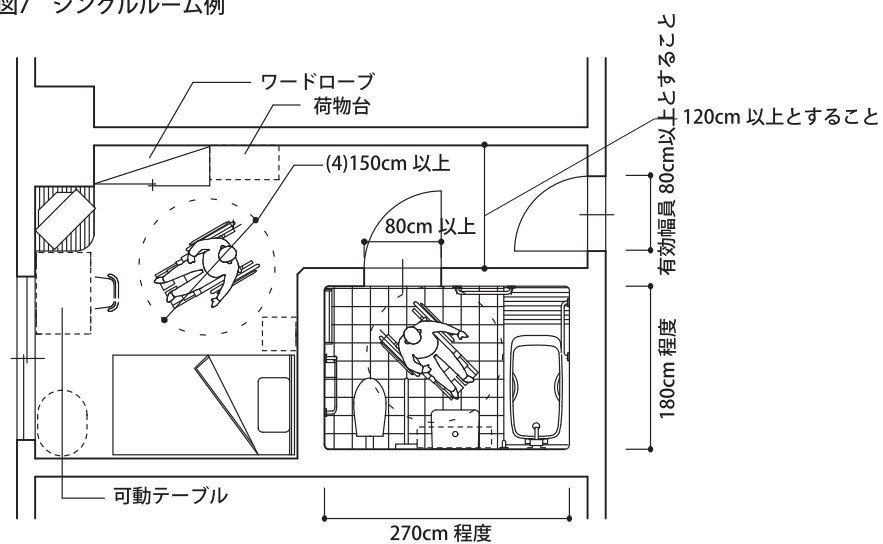 図7 シングルルーム例
ワードローブ
荷物台
(4)150cm 以上
120cm 以上とすること
80cm 以上
有効幅員 80cm以上とすること
180cm 程度
可動テーブル
270cm 程度